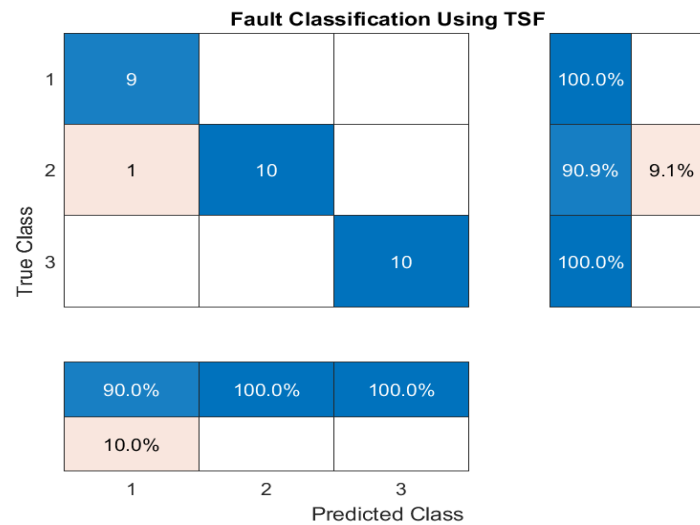 Fault Classification Using TSF
1 9 100.0%
2 1 10 90.9% 9.1%
3 10 100.0%
True Class
90.0% 100.0% 100.0%
10.0%
1 2 3
Predicted Class